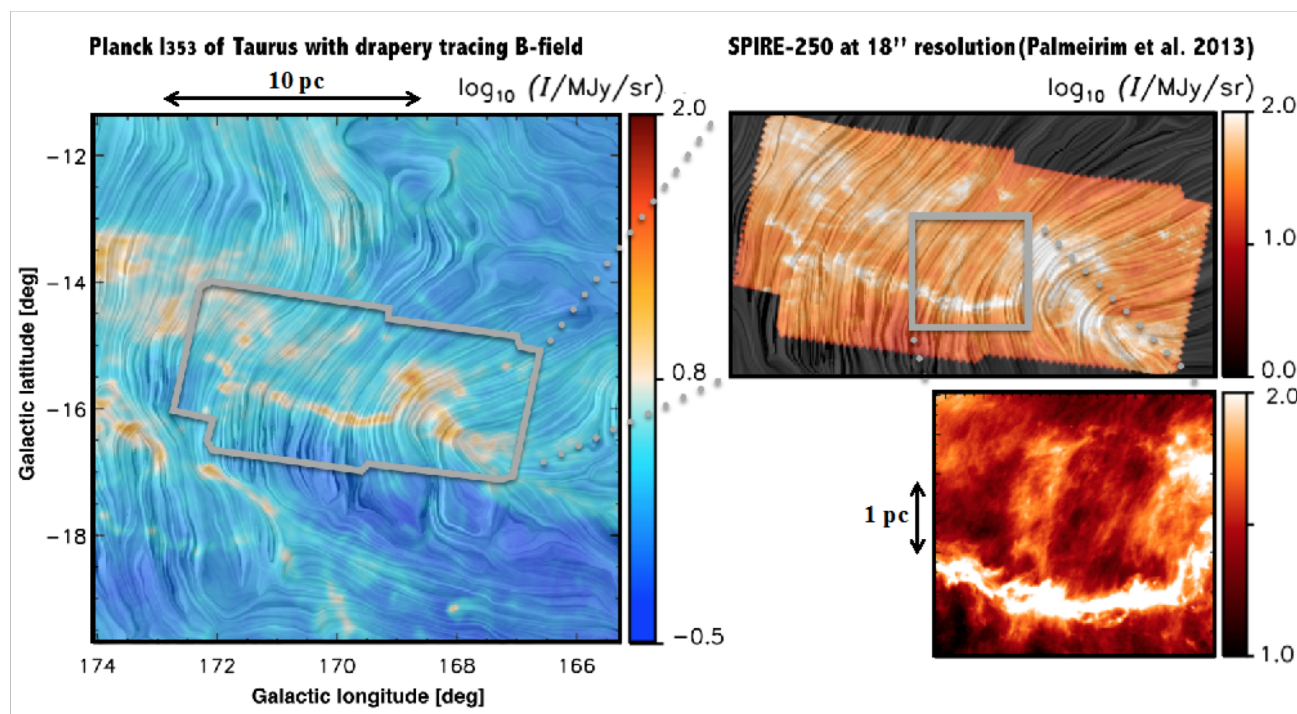 Planck I353 of Taurus with drapery tracing B-field
10 pc
log₁₀ (I/MJy/sr)
2.0
0.8
−0.5
−12
−14
−16
−18
Galactic latitude [deg]
174 172 170 168 166
Galactic longitude [deg]
SPIRE-250 at 18’’ resolution (Palmeirim et al. 2013)
log₁₀ (I/MJy/sr)
2.0
1.0
0.0
1 pc
2.0
1.0